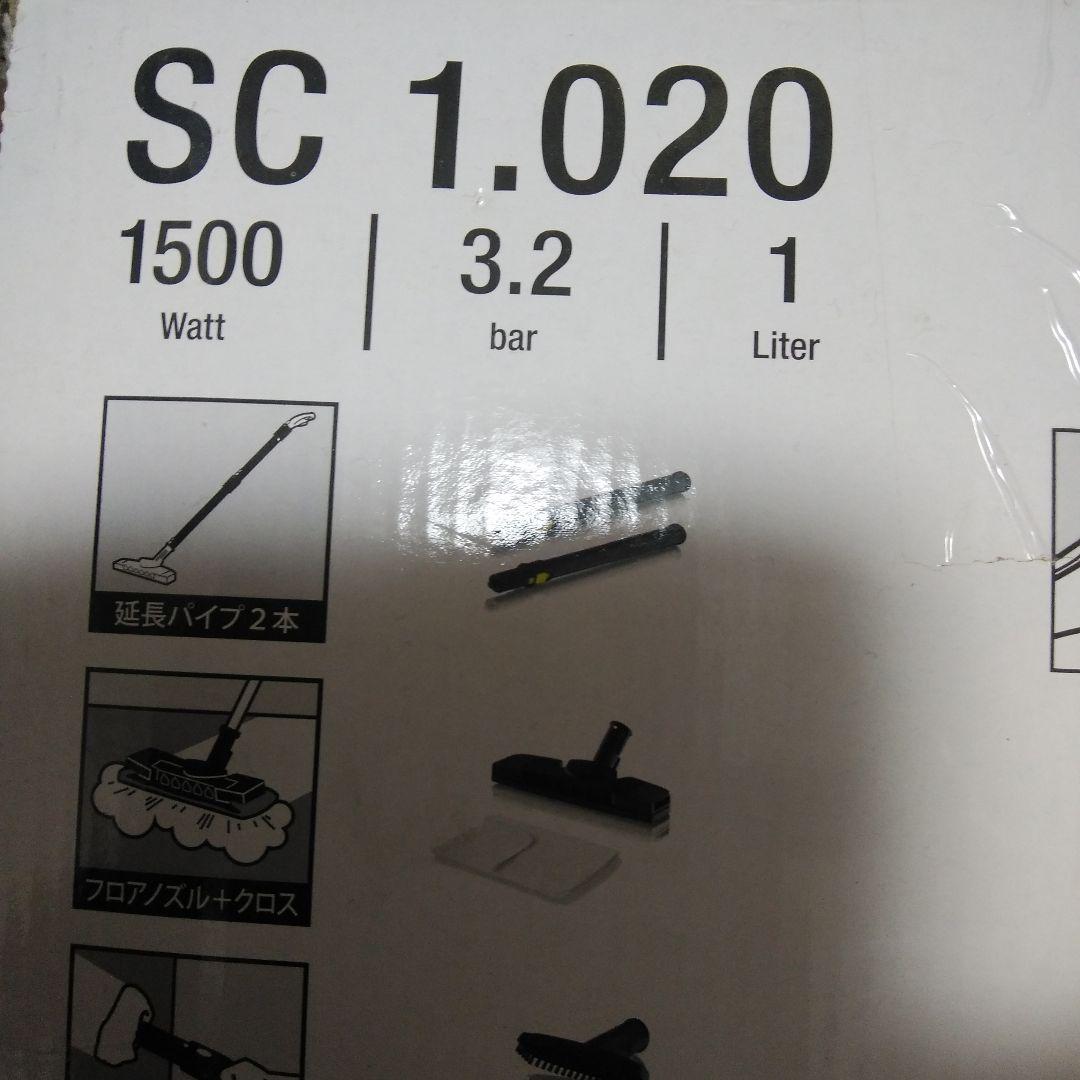 SC 1.020
1500 3.2 1
Watt bar Liter
延長パイプ2本
フロアノズル+クロス